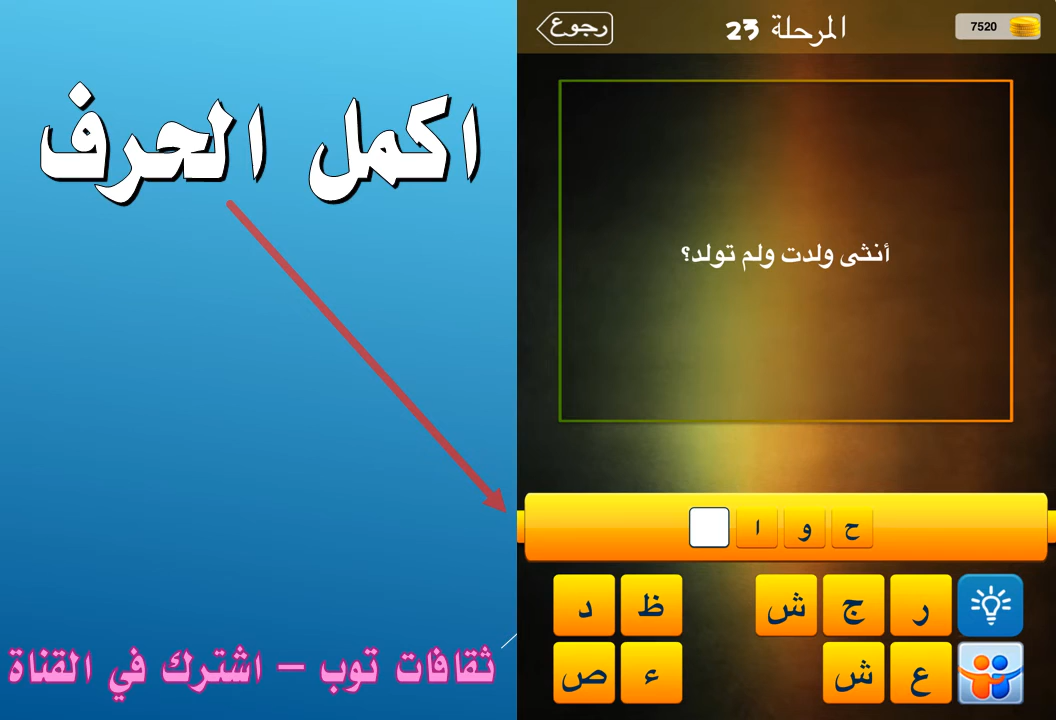 اكمل الحرف
ثقافات توب – اشترك في القناة
رجوع
المرحلة 23
7520
أنثى ولدت ولم تولد؟
ح و ا
ر ج ش ظ د
ع ش ء ص